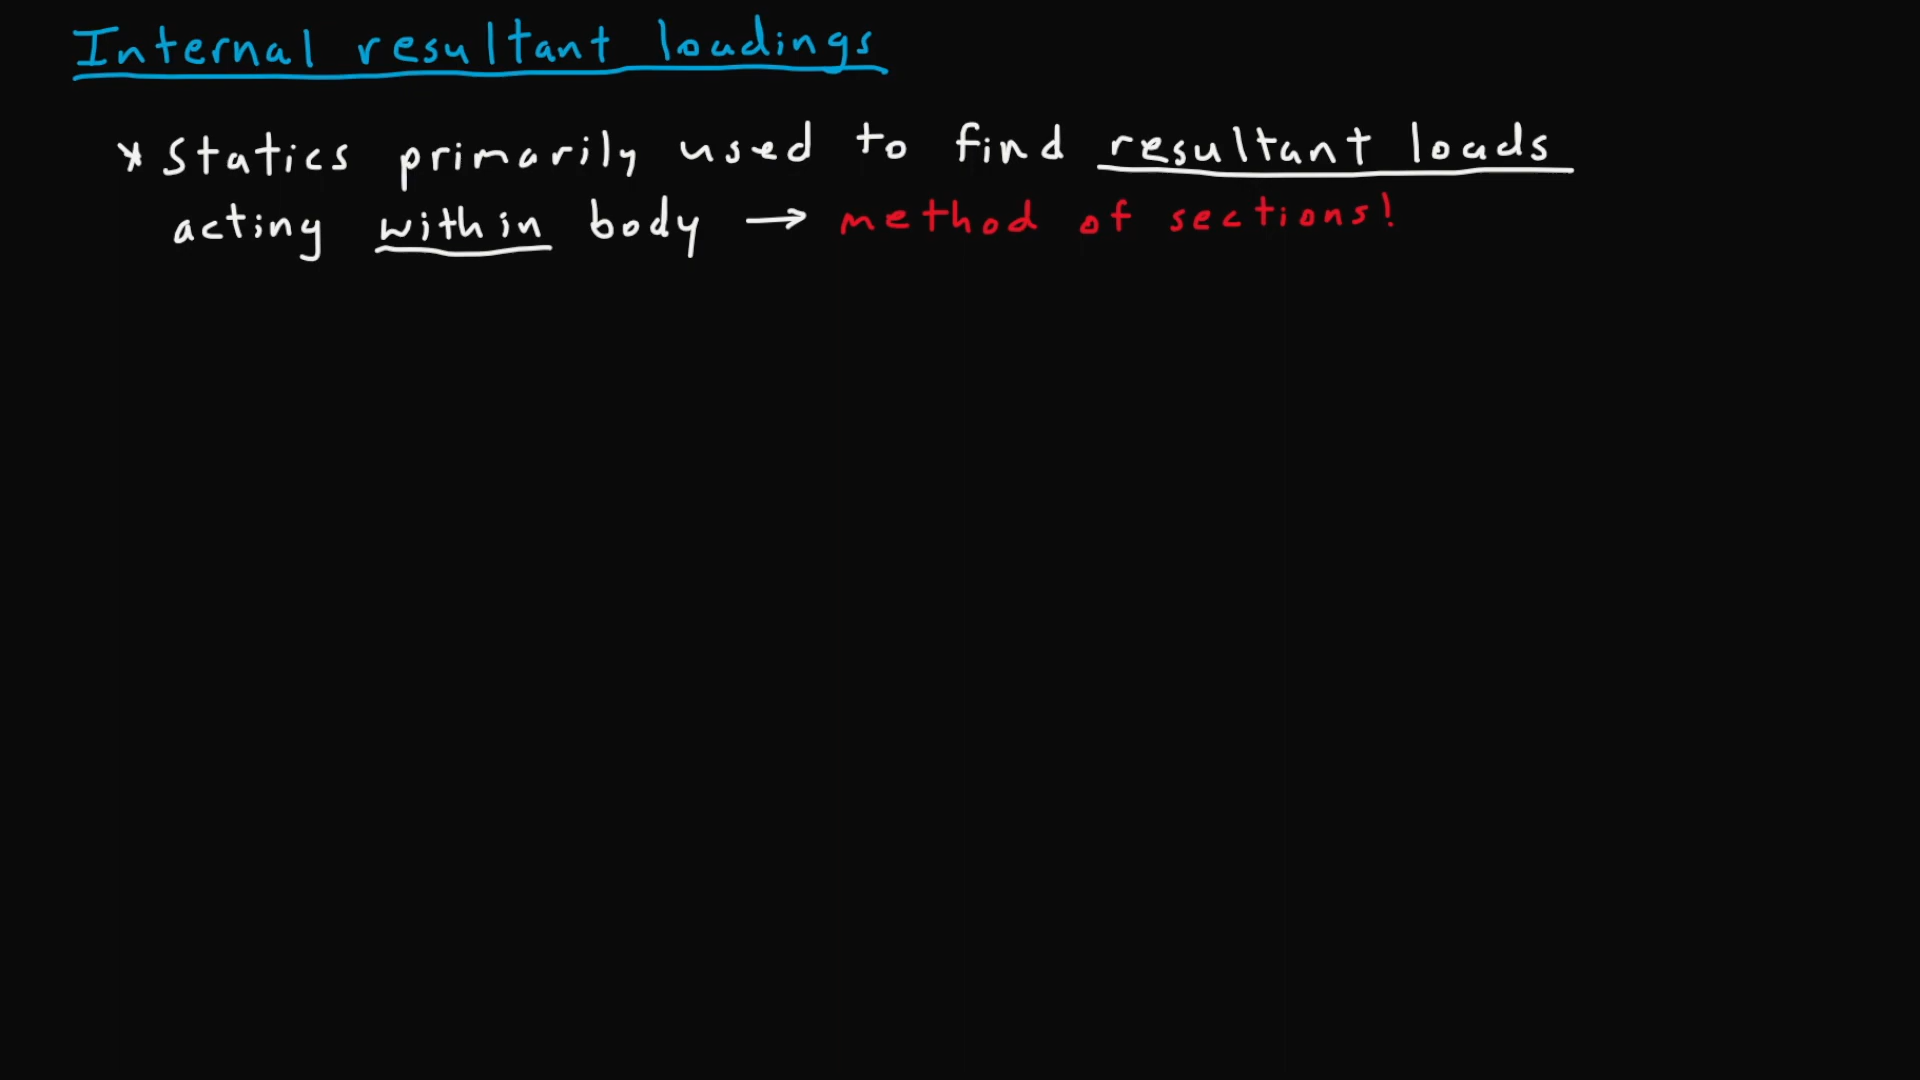 Internal resultant loadings
* Statics primarily used to find resultant loads
acting within body → method of sections!